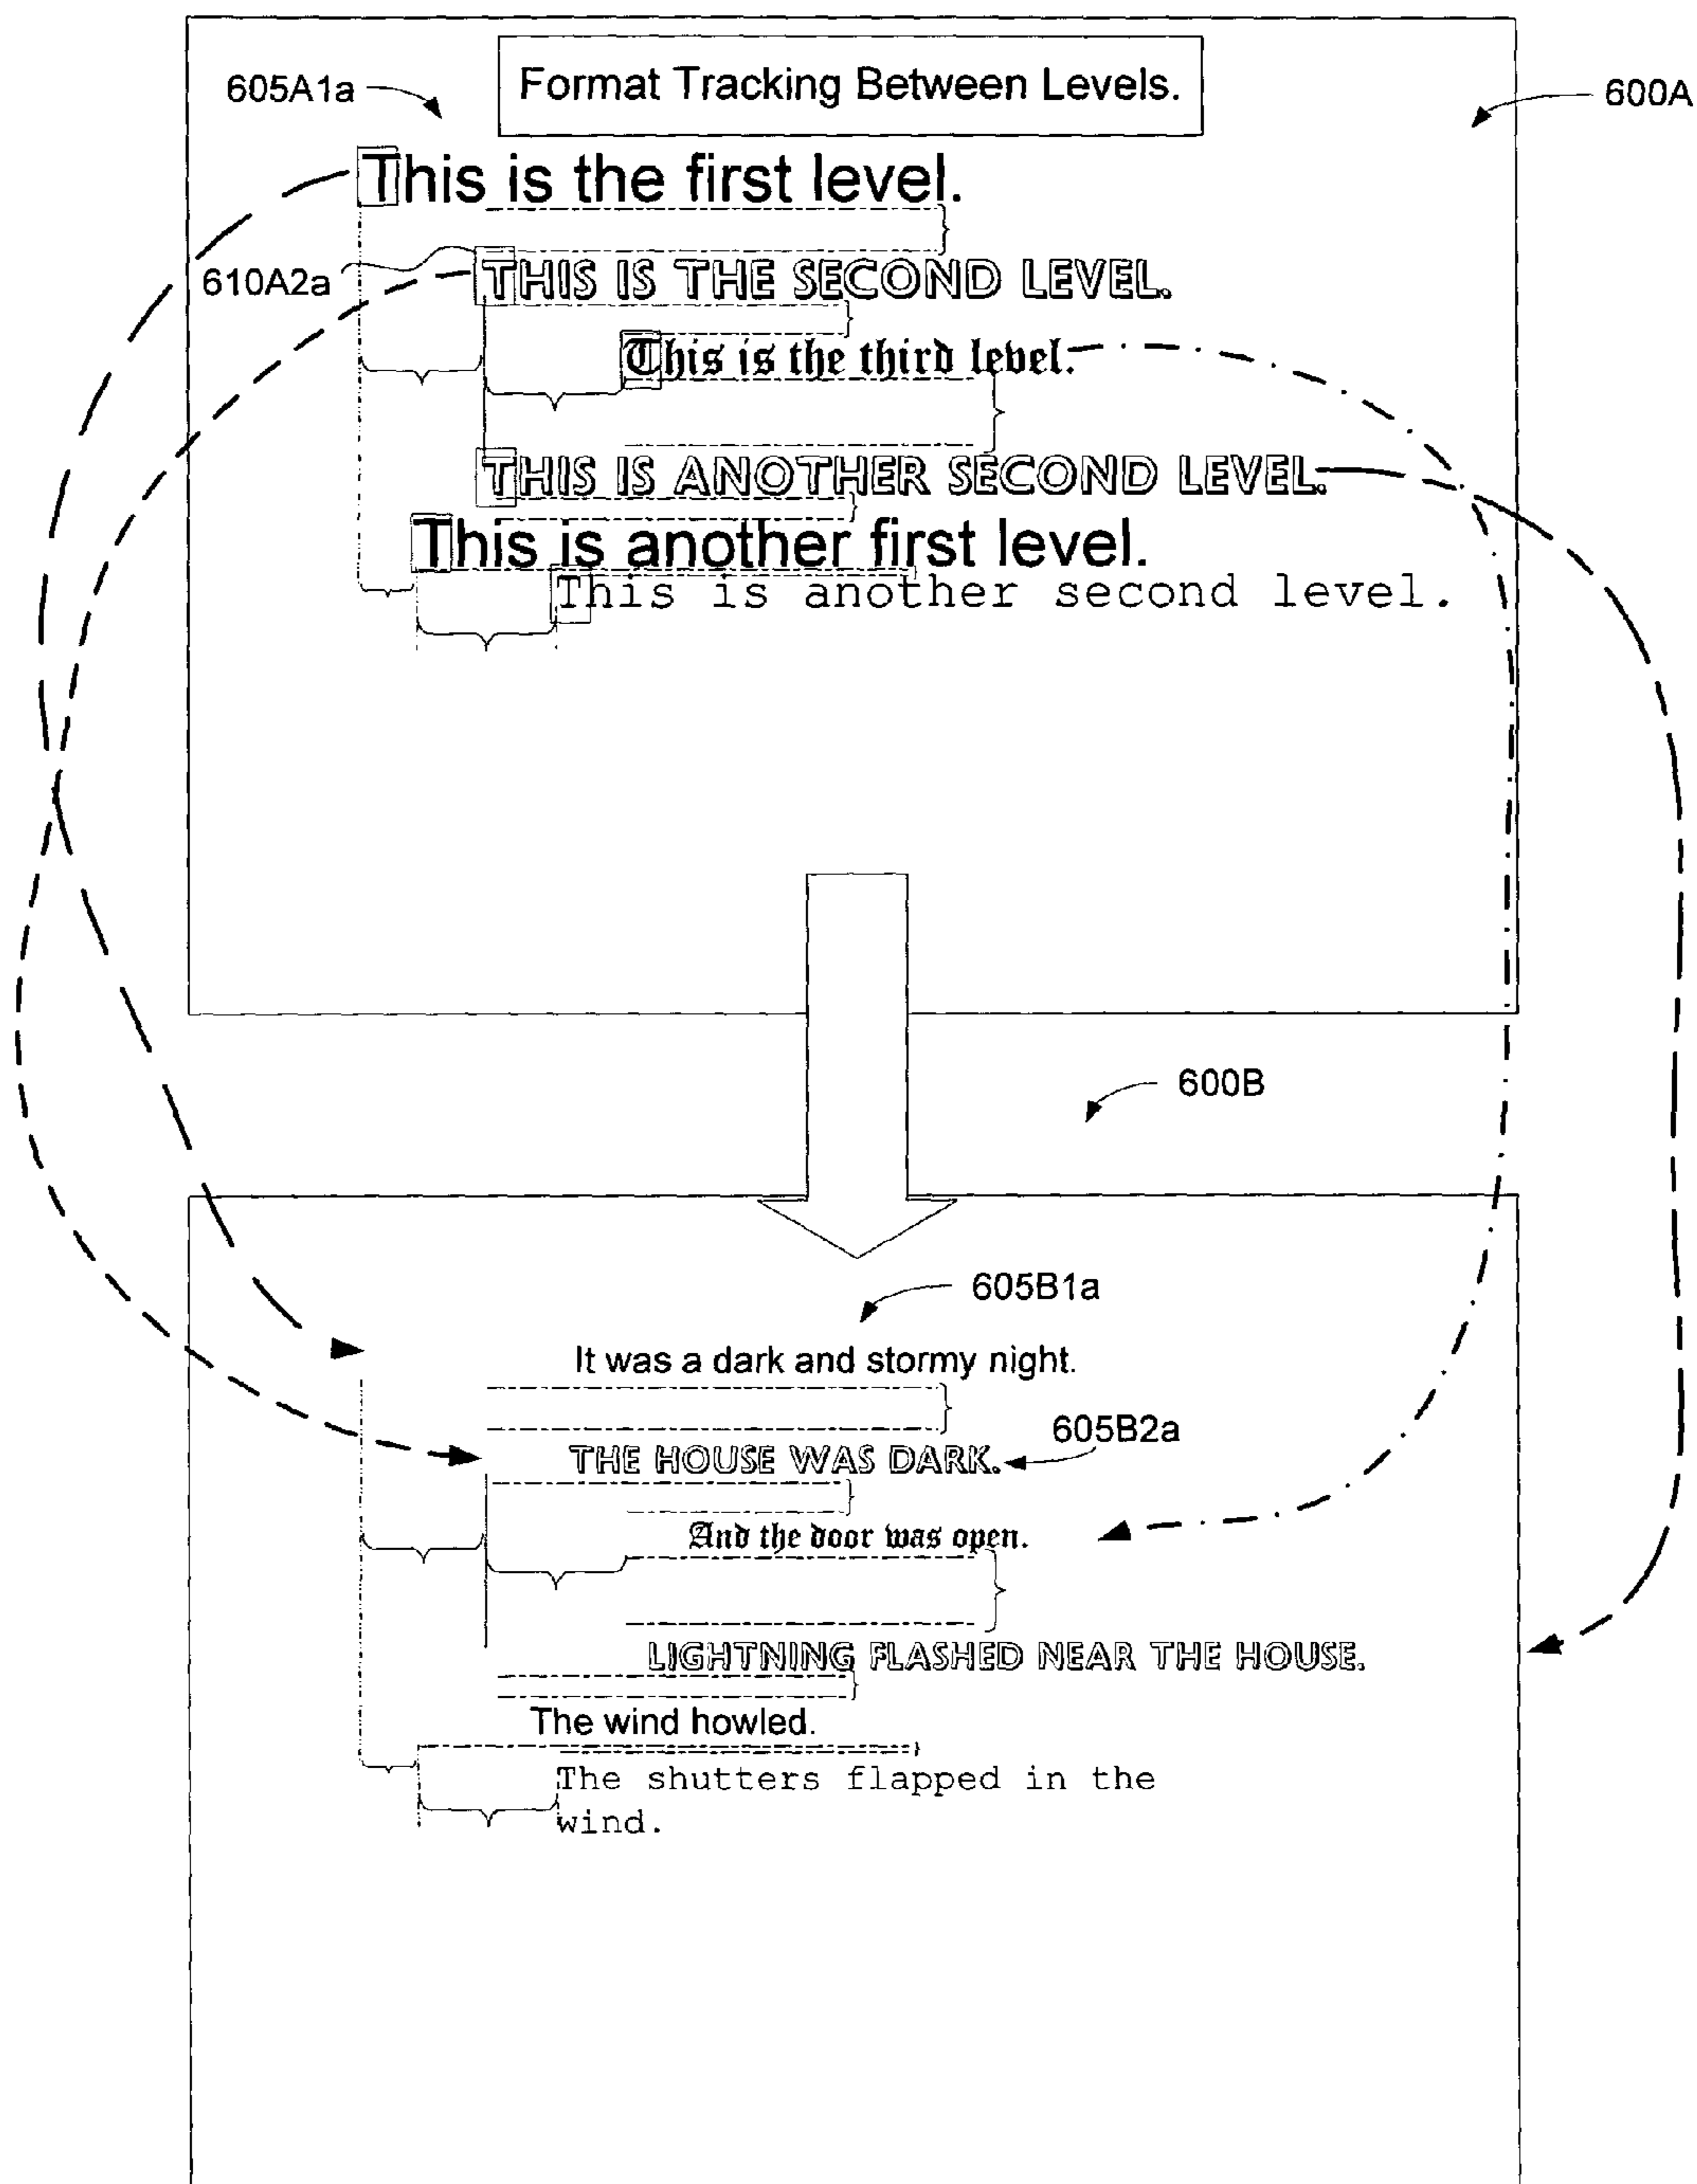 Format Tracking Between Levels.
605A1a
600A
This is the first level.
610A2a
THIS IS THE SECOND LEVEL.
This is the third level.
THIS IS ANOTHER SECOND LEVEL.
This is another first level.
This is another second level.
600B
605B1a
It was a dark and stormy night.
605B2a
THE HOUSE WAS DARK.
And the door was open.
LIGHTNING FLASHED NEAR THE HOUSE.
The wind howled.
The shutters flapped in the
wind.